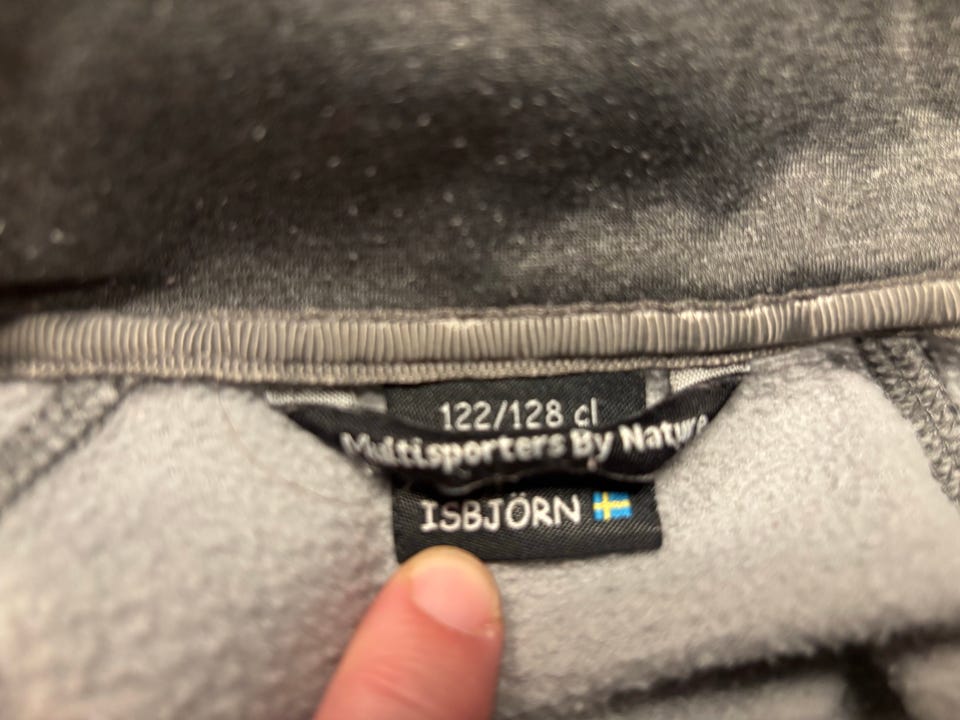 122/128 cl
Multisporters By Nature
ISBJÖRN